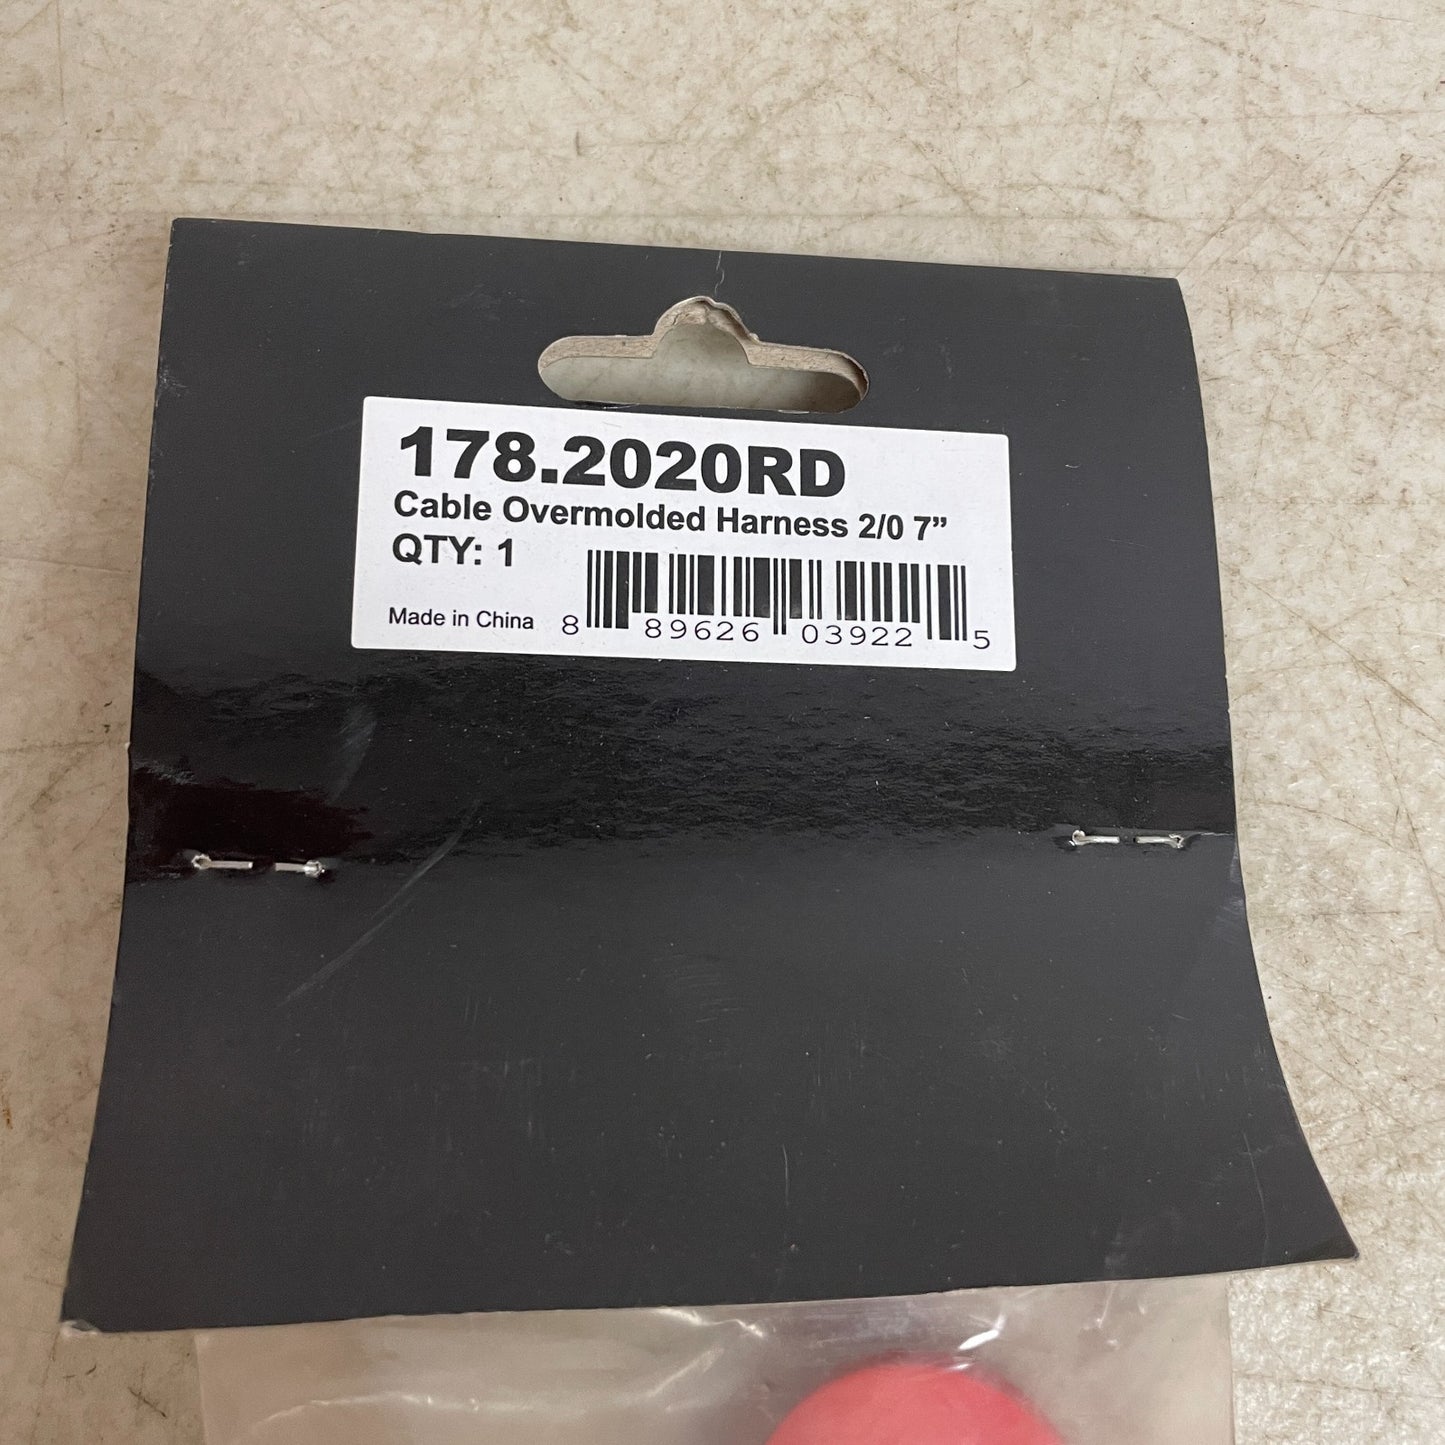 178.2020RD
Cable Overmolded Harness 2/0 7”
QTY: 1
Made in China
8 89626 03922 5